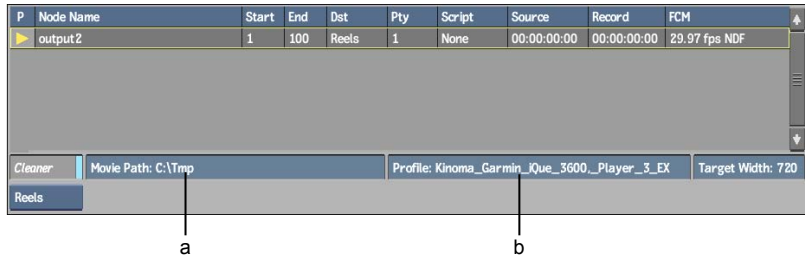 P Node Name Start End Dst Pty Script Source Record FCM
output2 1 100 Reels 1 None 00:00:00:00 00:00:00:00 29.97 fps NDF
Cleaner Movie Path: C:\Tmp Profile: Kinoma_Garmin_iQue_3600,_Player_3_EX Target Width: 720
Reels
a b